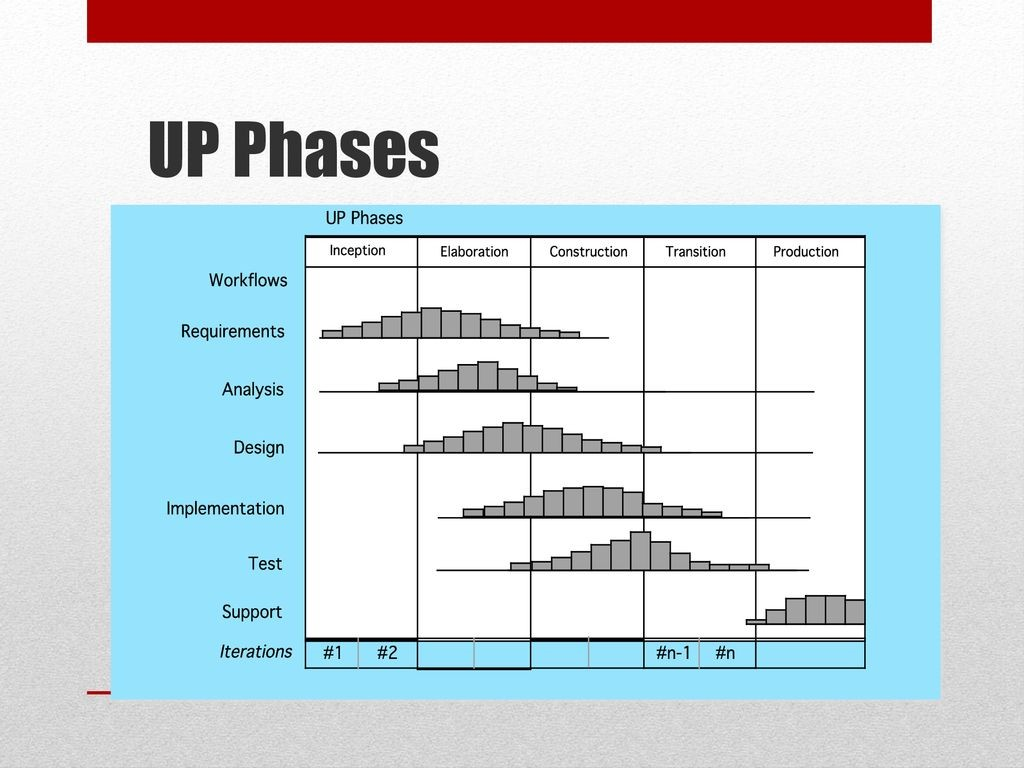 UP Phases
UP Phases
Inception Elaboration Construction Transition Production
Workflows
Requirements
Analysis
Design
Implementation
Test
Support
Iterations #1 #2 #n-1 #n